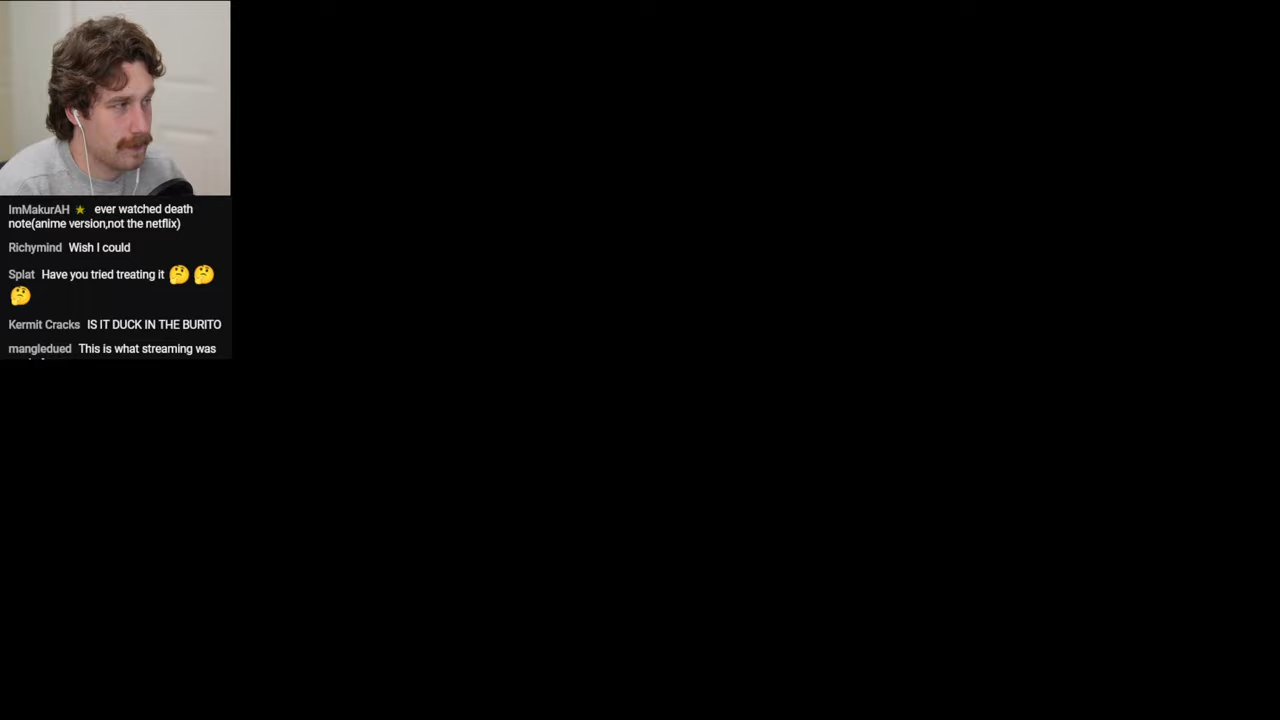 ImMakurAH ever watched death
note(anime version,not the netflix)
Richymind Wish I could
Splat Have you tried treating it 🤔 🤔
🤔
Kermit Cracks IS IT DUCK IN THE BURITO
mangledued This is what streaming was